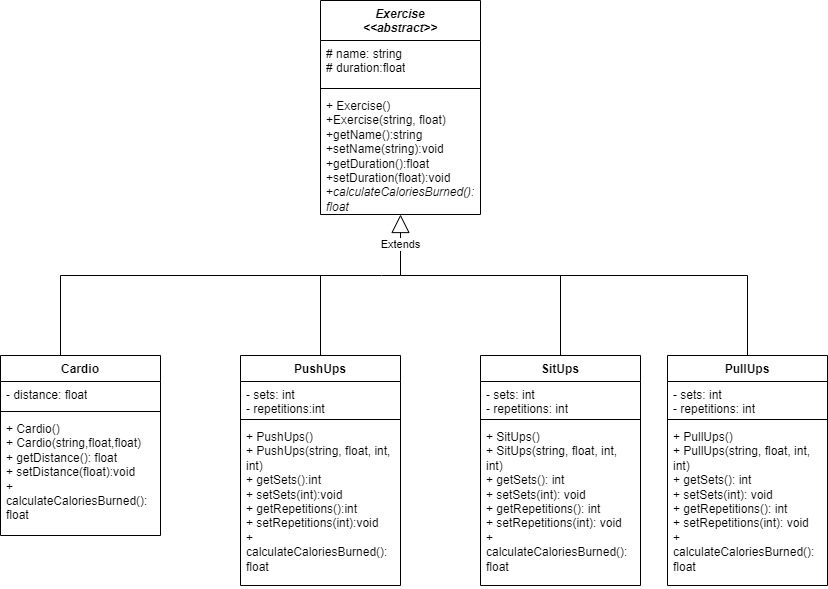 Exercise
<<abstract>>
# name: string
# duration:float
+ Exercise()
+Exercise(string, float)
+getName():string
+setName(string):void
+getDuration():float
+setDuration(float):void
+calculateCaloriesBurned():
float
Extends
Cardio
- distance: float
+ Cardio()
+ Cardio(string,float,float)
+ getDistance(): float
+ setDistance(float):void
+
calculateCaloriesBurned():
float
PushUps
- sets: int
- repetitions:int
+ PushUps()
+ PushUps(string, float, int,
int)
+ getSets():int
+ setSets(int):void
+ getRepetitions():int
+ setRepetitions(int):void
+
calculateCaloriesBurned():
float
SitUps
- sets: int
- repetitions: int
+ SitUps()
+ SitUps(string, float, int,
int)
+ getSets(): int
+ setSets(int): void
+ getRepetitions(): int
+ setRepetitions(int): void
+
calculateCaloriesBurned():
float
PullUps
- sets: int
- repetitions: int
+ PullUps()
+ PullUps(string, float, int,
int)
+ getSets(): int
+ setSets(int): void
+ getRepetitions(): int
+ setRepetitions(int): void
+
calculateCaloriesBurned():
float